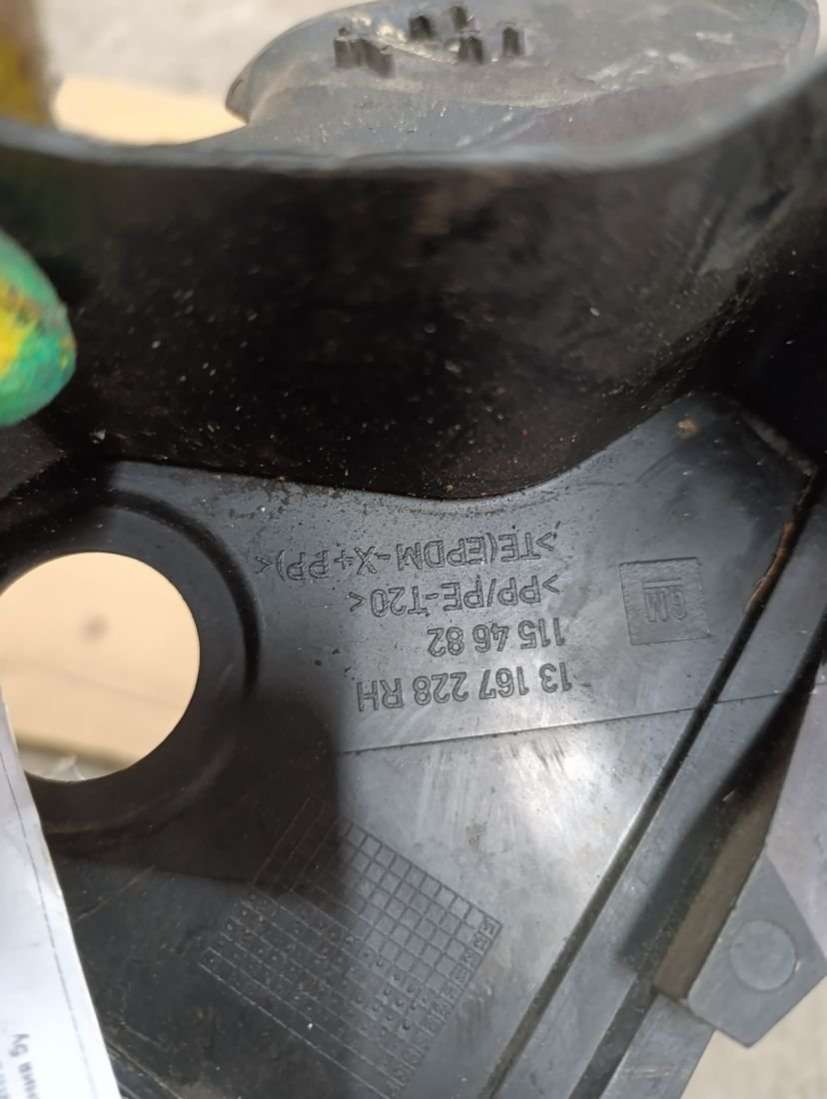 GM
13 167 228 RH
115 46 82
>PP/PE-T20<
>TE(EPDM-X+PP)<